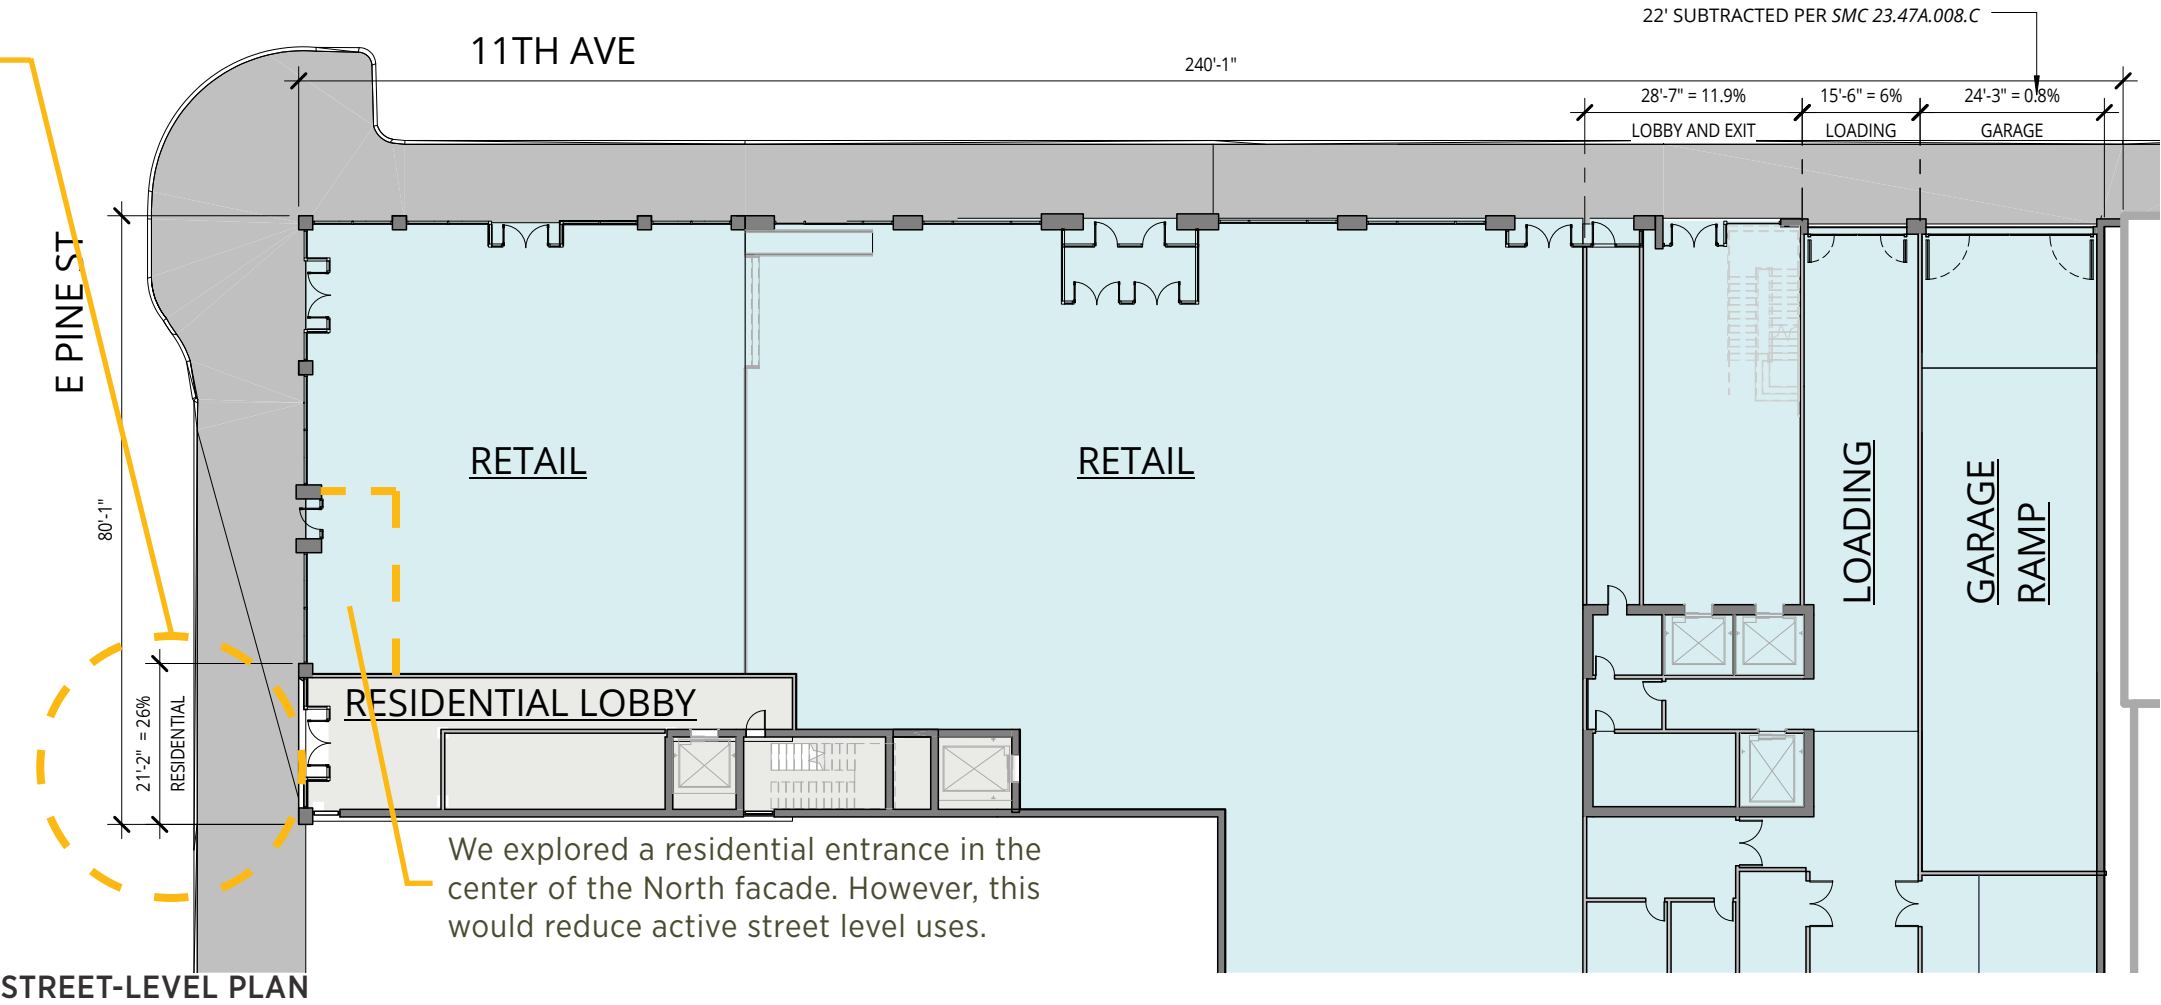 22' SUBTRACTED PER SMC 23.47A.008.C
11TH AVE
240'-1"
28'-7" = 11.9%
15'-6" = 6%
24'-3" = 0.8%
LOBBY AND EXIT
LOADING
GARAGE
E PINE ST
80'-1"
RETAIL
RETAIL
LOADING
GARAGE
RAMP
21'-2" = 26%
RESIDENTIAL
RESIDENTIAL LOBBY
We explored a residential entrance in the
center of the North facade. However, this
would reduce active street level uses.
STREET-LEVEL PLAN